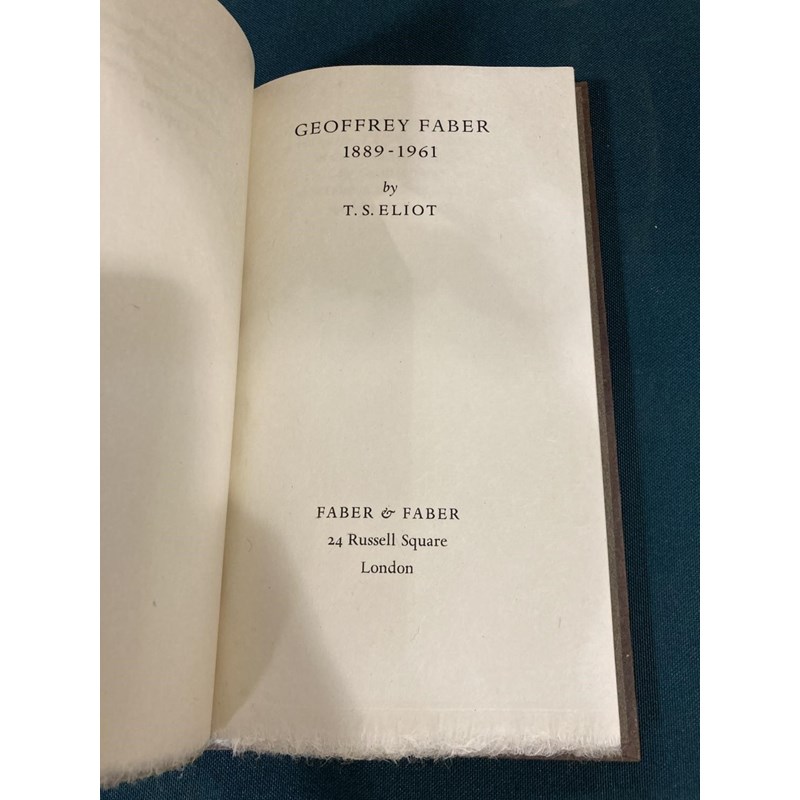 GEOFFREY FABER
1889-1961
by
T. S. ELIOT
FABER & FABER
24 Russell Square
London